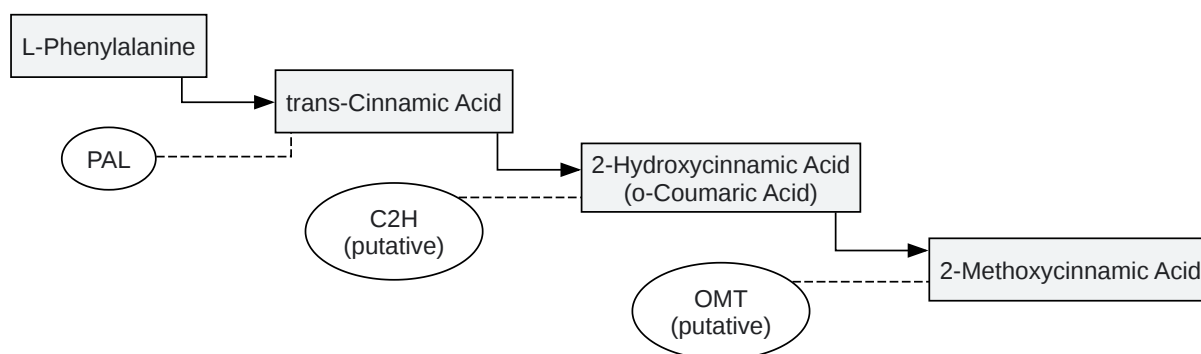 L-Phenylalanine
trans-Cinnamic Acid
PAL
2-Hydroxycinnamic Acid
(o-Coumaric Acid)
C2H
(putative)
2-Methoxycinnamic Acid
OMT
(putative)